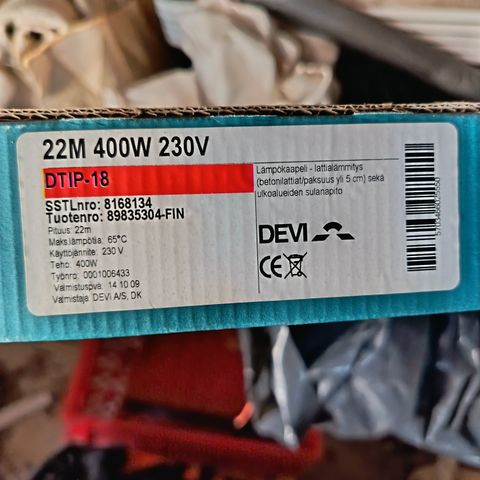 22M 400W 230V
DTIP-18
SSTLnro: 8168134
Tuotenro: 89835304-FIN
Pituus: 22m
Maks.lämpötila: 65°C
Käyttöjännite: 230 V
Teho: 400W
Työnro: 0001006433
Valmistuspva: 14 10 09
Valmistaja: DEVI A/S, DK
Lämpökaapeli - lattialämmitys
(betonilattiat/paksuus yli 5 cm) sekä
ulkoalueiden sulanapito
DEVI
CE